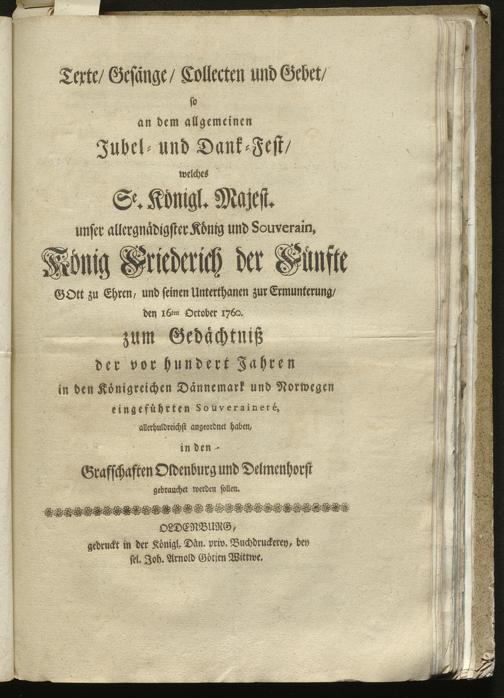 Texte/ Gesänge/ Collecten und Gebet/
so
an dem allgemeinen
Jubel- und Dank-Fest/
welches
Se. Königl. Majest.
unser allergnädigster König und Souverain,
König Friederich der Fünfte
GOtt zu Ehren, und seinen Unterthanen zur Ermunterung/
den 16ten October 1760.
zum Gedächtniß
der vor hundert Jahren
in den Königreichen Dännemark und Norwegen
eingeführten Souveraineté,
allerhuldreichst angeordnet haben,
in den
Grafschaften Oldenburg und Delmenhorst
gebrauchet werden sollen.
OLDENBURG,
gedruckt in der Königl. Dän. priv. Buchdruckerey, bey
sel. Joh. Arnold Götjen Wittwe.